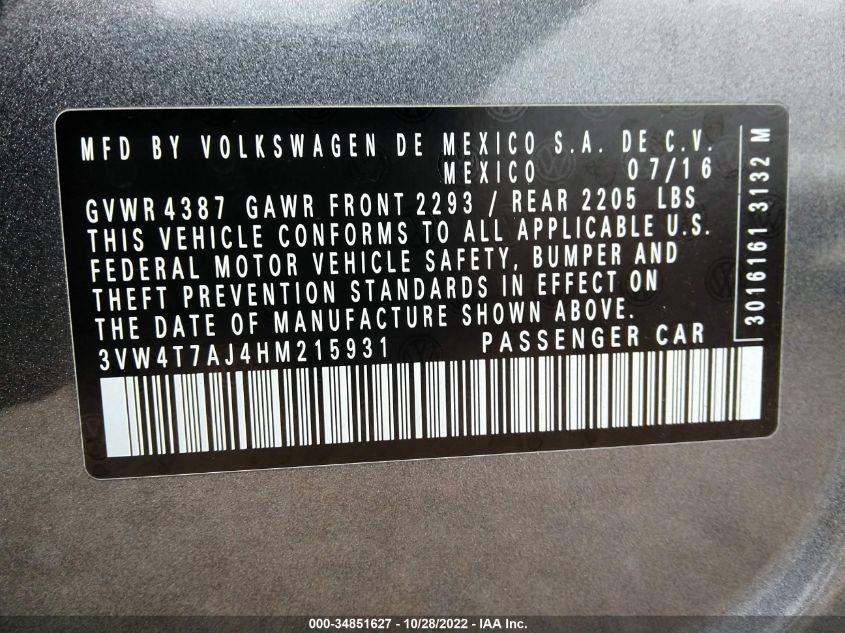 MFD BY VOLKSWAGEN DE MEXICO S.A. DE C.V.
MEXICO 07/16
GVWR 4387 GAWR FRONT 2293 / REAR 2205 LBS
THIS VEHICLE CONFORMS TO ALL APPLICABLE U.S.
FEDERAL MOTOR VEHICLE SAFETY, BUMPER AND
THEFT PREVENTION STANDARDS IN EFFECT ON
THE DATE OF MANUFACTURE SHOWN ABOVE.
3VW4T7AJ4HM215931 PASSENGER CAR
3016161 3132 M
000-34851627 - 10/28/2022 - IAA Inc.